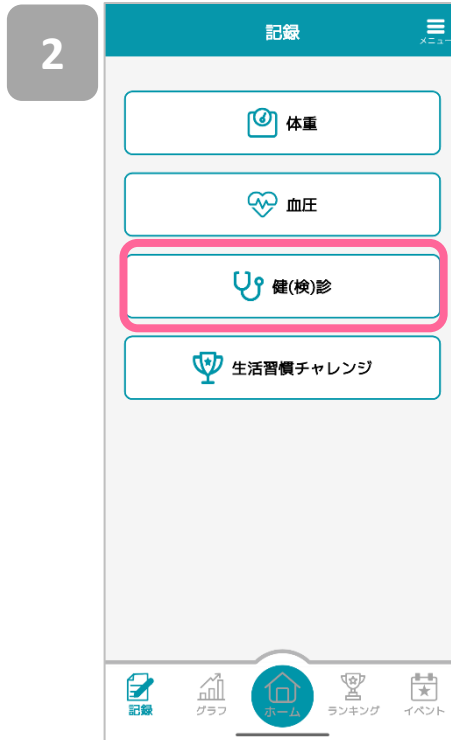 2
記録
メニュー
体重
血圧
健(検)診
生活習慣チャレンジ
記録
グラフ
ホーム
ランキング
イベント